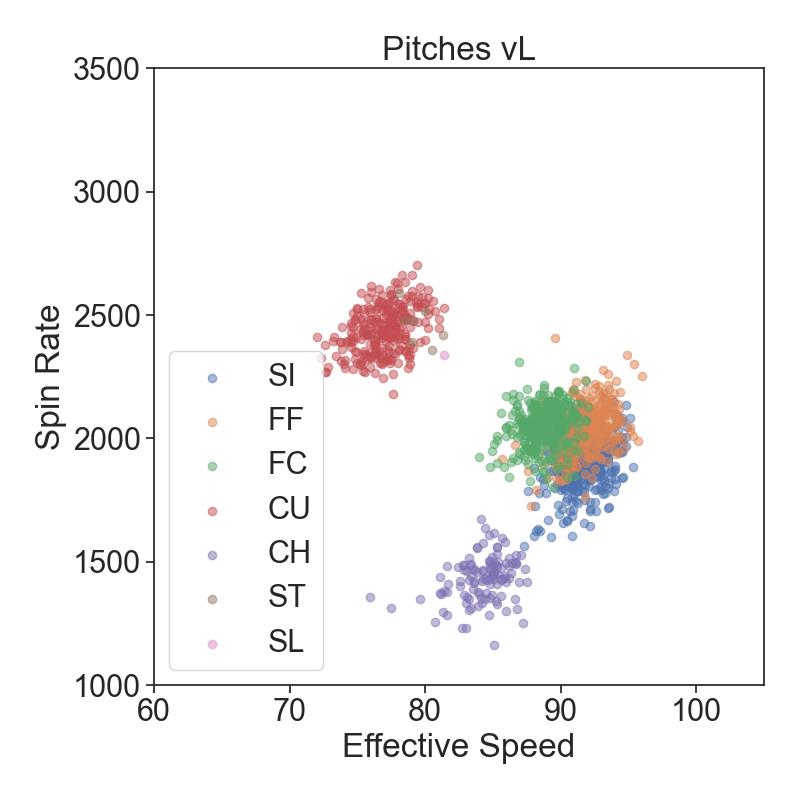 Pitches vL
3500
3000
2500
2000
1500
1000
Spin Rate
SI
FF
FC
CU
CH
ST
SL
60 70 80 90 100
Effective Speed